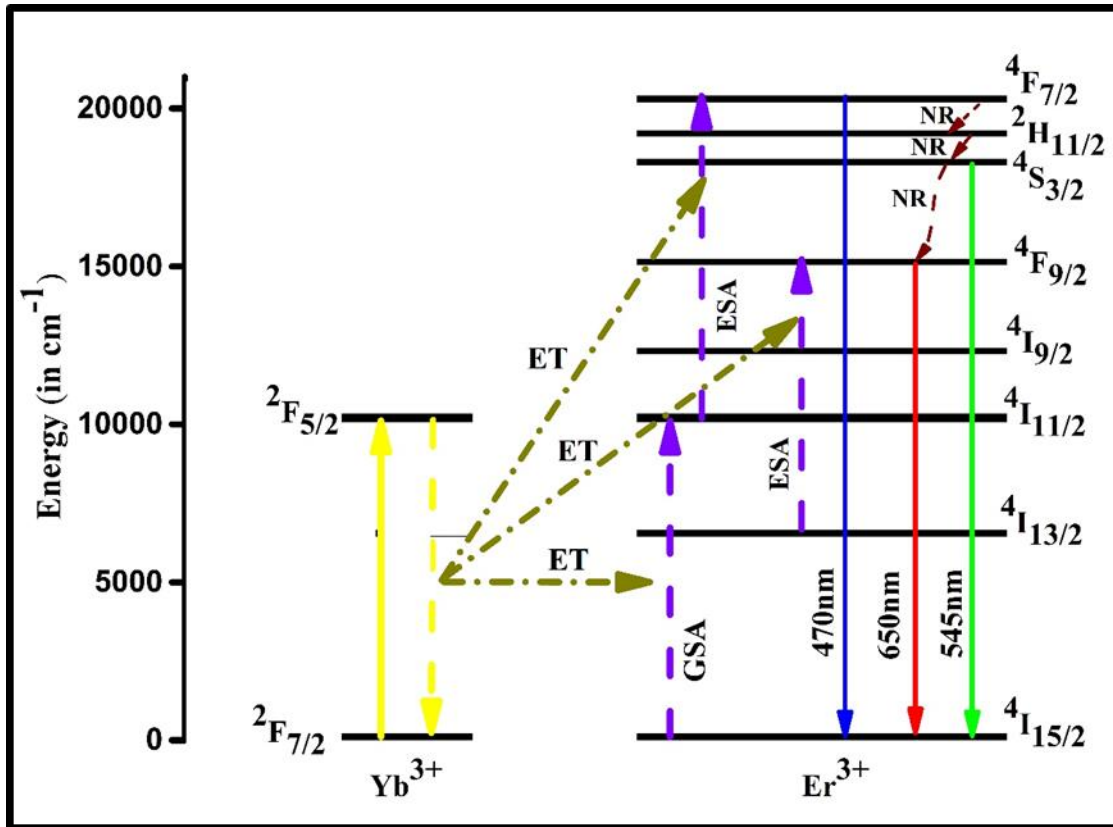 Energy (in cm⁻¹)
20000
15000
10000
5000
0
²F₅/₂
²F₇/₂
Yb³⁺
ET
ET
ET
GSA
ESA
ESA
NR
NR
NR
470nm
650nm
545nm
⁴F₇/₂
²H₁₁/₂
⁴S₃/₂
⁴F₉/₂
⁴I₉/₂
⁴I₁₁/₂
⁴I₁₃/₂
⁴I₁₅/₂
Er³⁺